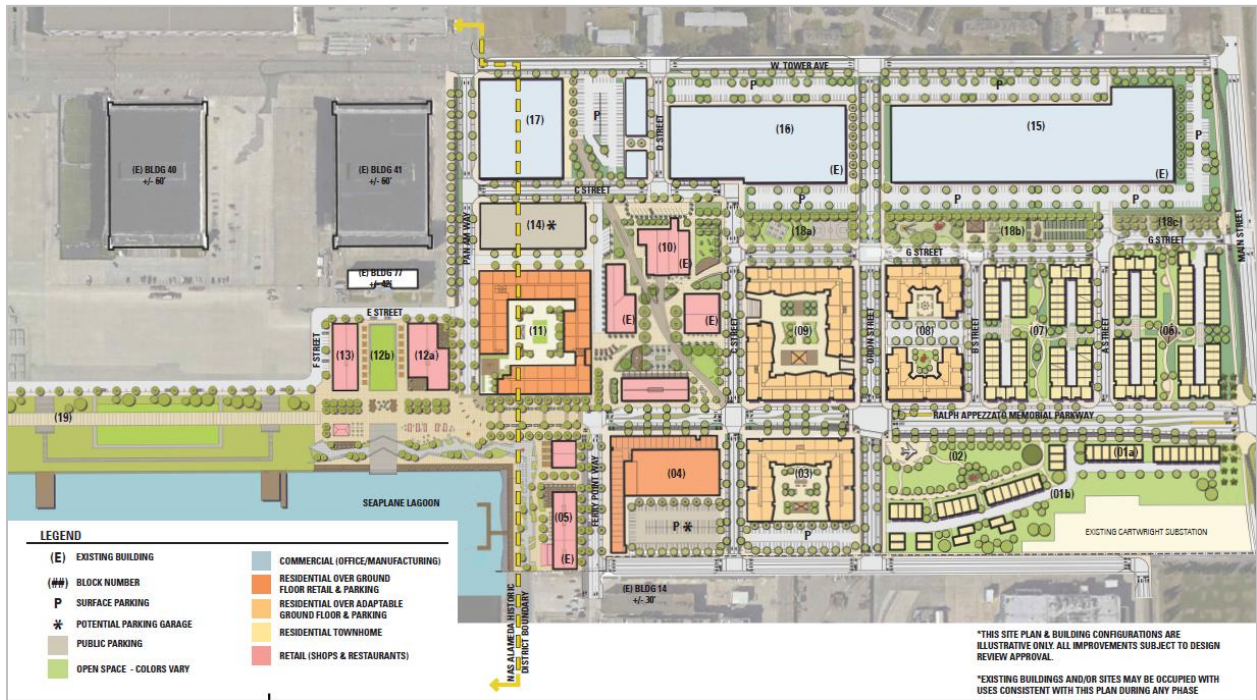 W. TOWER AVE
P
P
(17)
P
D STREET
(16)
(15)
P
(E) BLDG 40
+/- 60'
(E) BLDG 41
+/- 60'
(E)
(E)
C STREET
P
P
P
PAN AM WAY
(14)*
(10)
(E)
(18a)
(18b)
(18c)
G STREET
G STREET
MAIN STREET
(E) BLDG 77
+/- 42'
E STREET
(11)
(E)
(E)
C STREET
(09)
ORION STREET
(08)
B STREET
(07)
A STREET
(06)
F STREET
(13)
(12b)
(12a)
(19)
RALPH APPEZZATO MEMORIAL PARKWAY
FERRY POINT WAY
(04)
(03)
(02)
(01a)
(01b)
SEAPLANE LAGOON
(05)
(E)
P*
P
EXISTING CARTWRIGHT SUBSTATION
(E) BLDG 14
+/- 30'
NAS ALAMEDA HISTORIC
DISTRICT BOUNDARY
LEGEND
(E) EXISTING BUILDING
(##) BLOCK NUMBER
P SURFACE PARKING
* POTENTIAL PARKING GARAGE
PUBLIC PARKING
OPEN SPACE - COLORS VARY
COMMERCIAL (OFFICE/MANUFACTURING)
RESIDENTIAL OVER GROUND
FLOOR RETAIL & PARKING
RESIDENTIAL OVER ADAPTABLE
GROUND FLOOR & PARKING
RESIDENTIAL TOWNHOME
RETAIL (SHOPS & RESTAURANTS)
*THIS SITE PLAN & BUILDING CONFIGURATIONS ARE
ILLUSTRATIVE ONLY. ALL IMPROVEMENTS SUBJECT TO DESIGN
REVIEW APPROVAL.
*EXISTING BUILDINGS AND/OR SITES MAY BE OCCUPIED WITH
USES CONSISTENT WITH THIS PLAN DURING ANY PHASE